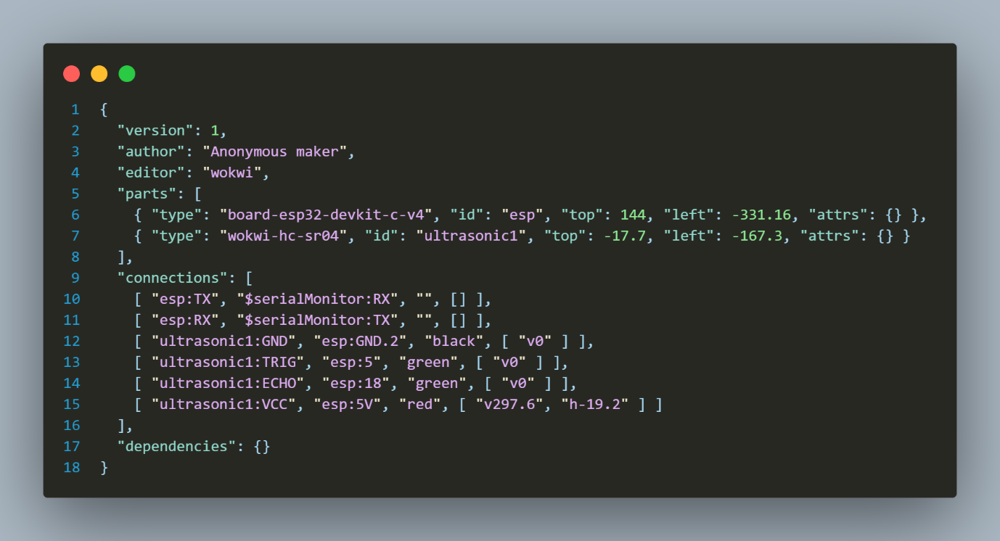 1 {
2   "version": 1,
3   "author": "Anonymous maker",
4   "editor": "wokwi",
5   "parts": [
6     { "type": "board-esp32-devkit-c-v4", "id": "esp", "top": 144, "left": -331.16, "attrs": {} },
7     { "type": "wokwi-hc-sr04", "id": "ultrasonic1", "top": -17.7, "left": -167.3, "attrs": {} }
8   ],
9   "connections": [
10     [ "esp:TX", "$serialMonitor:RX", "", [] ],
11     [ "esp:RX", "$serialMonitor:TX", "", [] ],
12     [ "ultrasonic1:GND", "esp:GND.2", "black", [ "v0" ] ],
13     [ "ultrasonic1:TRIG", "esp:5", "green", [ "v0" ] ],
14     [ "ultrasonic1:ECHO", "esp:18", "green", [ "v0" ] ],
15     [ "ultrasonic1:VCC", "esp:5V", "red", [ "v297.6", "h-19.2" ] ]
16   ],
17   "dependencies": {}
18 }